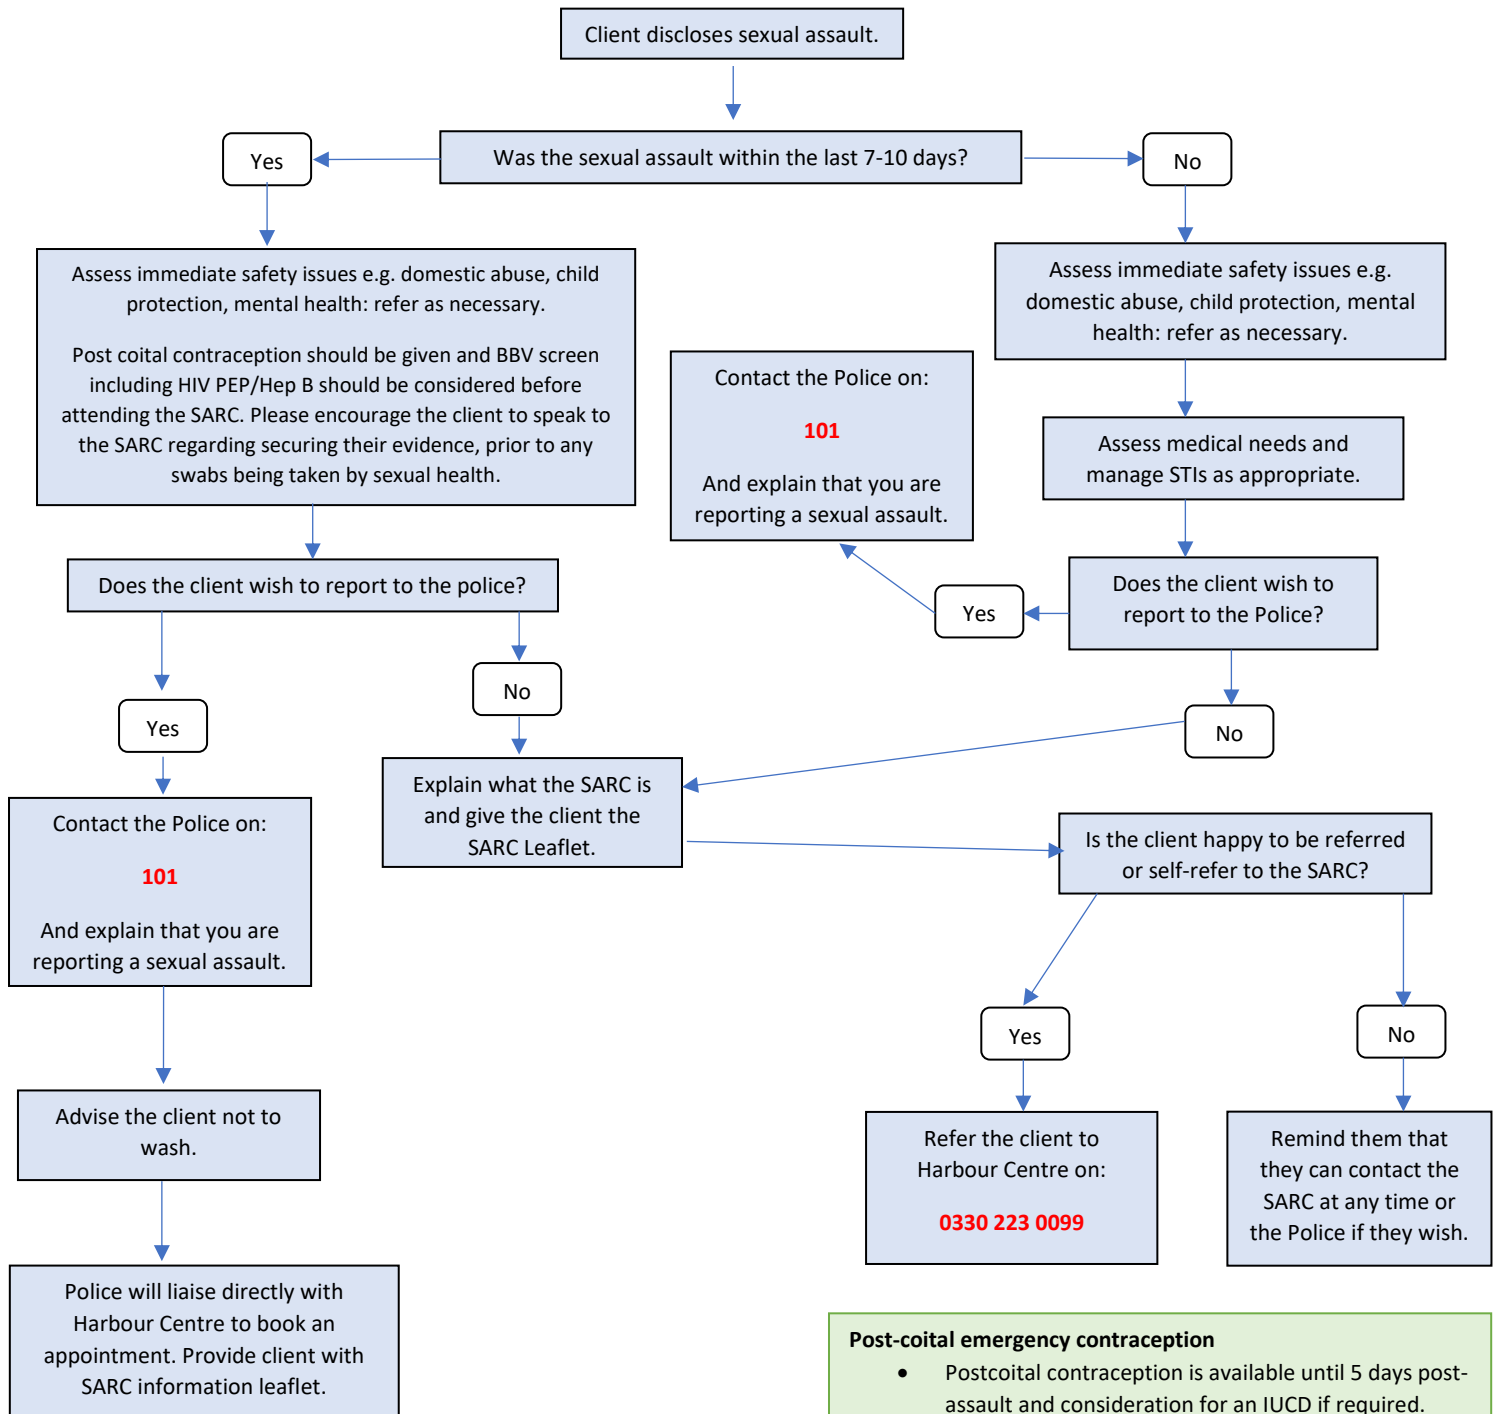 Client discloses sexual assault.
Was the sexual assault within the last 7-10 days?
Yes
No
Assess immediate safety issues e.g. domestic abuse, child
protection, mental health: refer as necessary.
Post coital contraception should be given and BBV screen
including HIV PEP/Hep B should be considered before
attending the SARC. Please encourage the client to speak to
the SARC regarding securing their evidence, prior to any
swabs being taken by sexual health.
Assess immediate safety issues e.g.
domestic abuse, child protection, mental
health: refer as necessary.
Contact the Police on:
101
And explain that you are
reporting a sexual assault.
Assess medical needs and
manage STIs as appropriate.
Does the client wish to report to the police?
Does the client wish to
report to the Police?
Yes
No
Yes
No
Explain what the SARC is
and give the client the
SARC Leaflet.
Contact the Police on:
101
And explain that you are
reporting a sexual assault.
Is the client happy to be referred
or self-refer to the SARC?
Yes
No
Advise the client not to
wash.
Refer the client to
Harbour Centre on:
0330 223 0099
Remind them that
they can contact the
SARC at any time or
the Police if they wish.
Police will liaise directly with
Harbour Centre to book an
appointment. Provide client with
SARC information leaflet.
Post-coital emergency contraception
• Postcoital contraception is available until 5 days post-
assault and consideration for an IUCD if required.